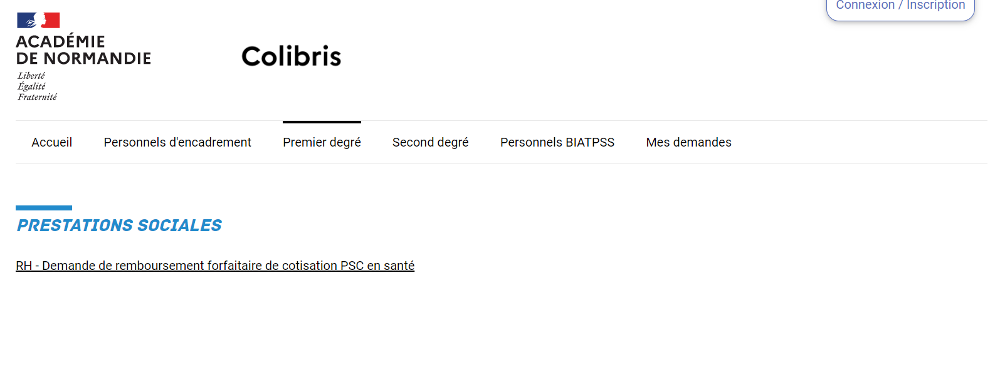 Connexion / Inscription
ACADÉMIE
DE NORMANDIE
Liberté
Égalité
Fraternité
Colibris
Accueil Personnels d'encadrement Premier degré Second degré Personnels BIATPSS Mes demandes
PRESTATIONS SOCIALES
RH - Demande de remboursement forfaitaire de cotisation PSC en santé